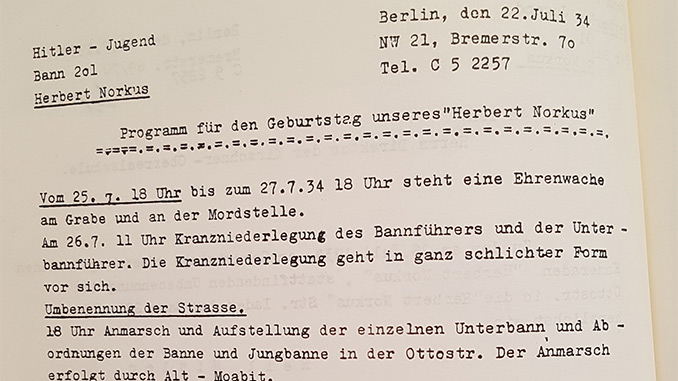 Berlin, den 22.Juli 34
Hitler - Jugend
NW 21, Bremerstr. 70
Bann 201
Tel. C 5 2257
Herbert Norkus
Programm für den Geburtstag unseres"Herbert Norkus"
=.=.=.=.=.=.=.=.=.=.=.=.=.=.=.=.=.=.=.=.=.=.=.=.=.=.
Vom 25. 7. 18 Uhr bis zum 27.7.34 18 Uhr steht eine Ehrenwache
am Grabe und an der Mordstelle.
Am 26.7. 11 Uhr Kranzniederlegung des Bannführers und der Unter -
bannführer. Die Kranzniederlegung geht in ganz schlichter Form
vor sich.
Umbenennung der Strasse.
18 Uhr Anmarsch und Aufstellung der einzelnen Unterbann und Ab -
ordnungen der Banne und Jungbanne in der Ottostr. Der Anmarsch
erfolgt durch Alt - Moabit.